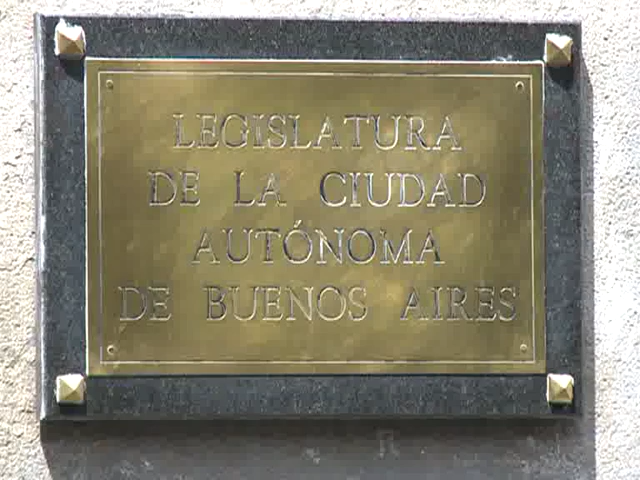 LEGISLATURA
DE LA CIUDAD
AUTÓNOMA
DE BUENOS AIRES